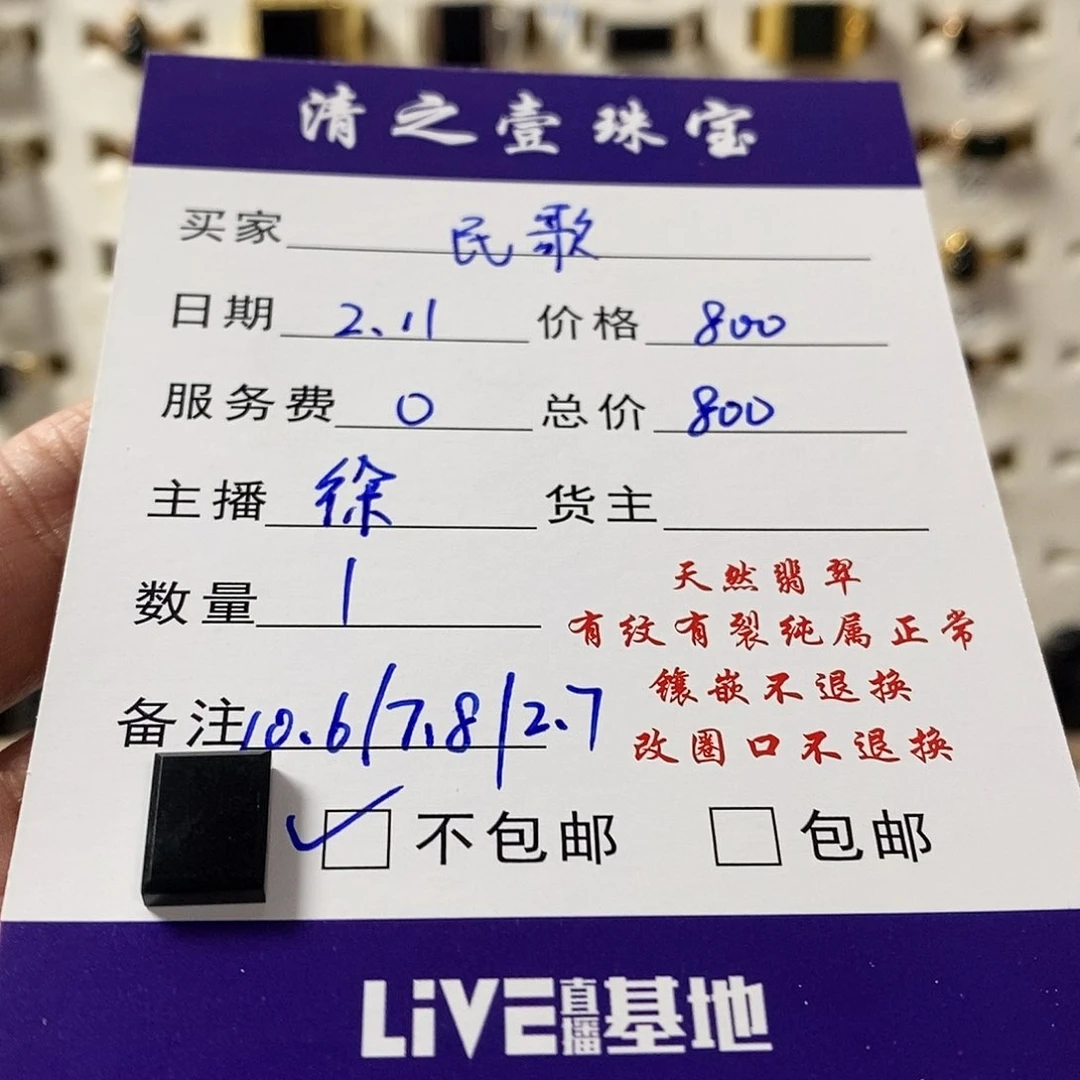 清之壹珠宝
买家 民歌
日期 2.11 价格 800
服务费 0 总价 800
主播 徐 货主
数量 1
天然翡翠
有纹有裂纯属正常
镶嵌不退换
改圈口不退换
备注 10.6/7.8/2.7
✓ 不包邮 包邮
LiVE直播基地